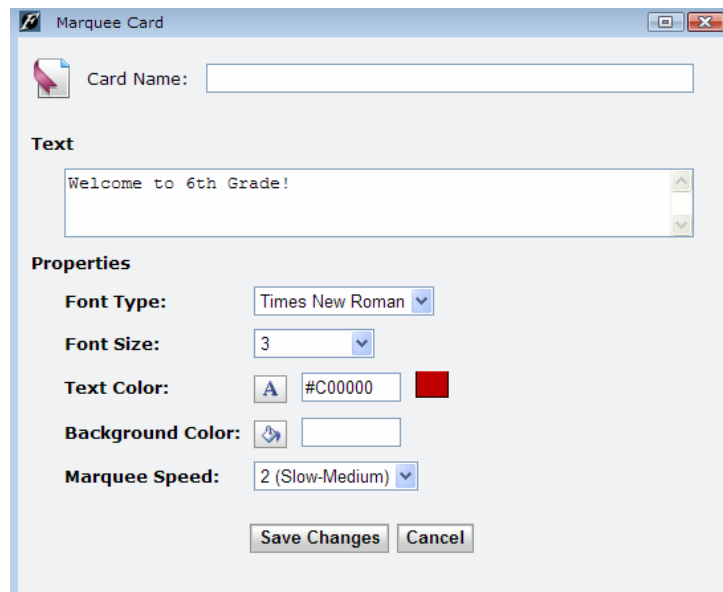 Marquee Card
Card Name:
Text
Welcome to 6th Grade!
Properties
Font Type: Times New Roman
Font Size: 3
Text Color: A #C00000
Background Color:
Marquee Speed: 2 (Slow-Medium)
Save Changes Cancel